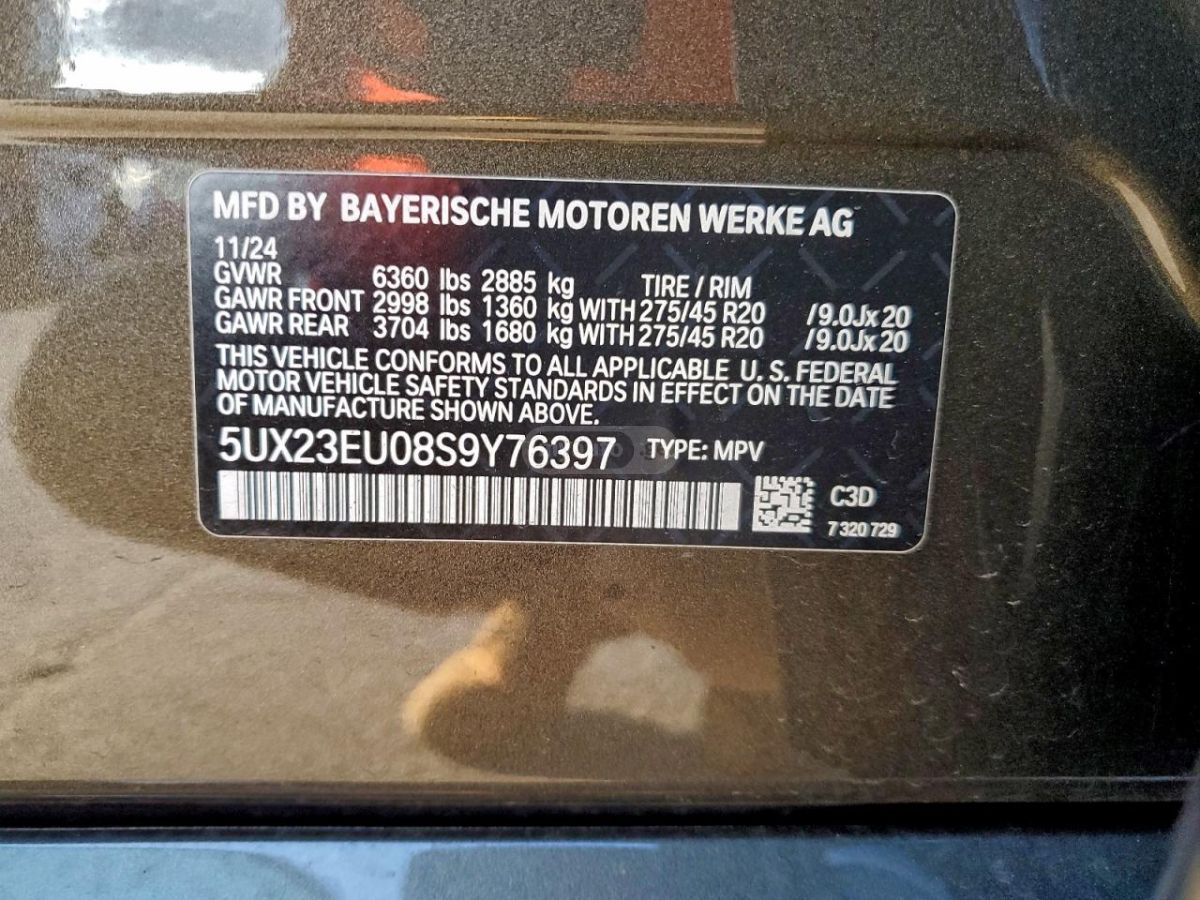 MFD BY BAYERISCHE MOTOREN WERKE AG
11/24
GVWR 6360 lbs 2885 kg TIRE / RIM
GAWR FRONT 2998 lbs 1360 kg WITH 275/45 R20 /9.0Jx20
GAWR REAR 3704 lbs 1680 kg WITH 275/45 R20 /9.0Jx20
THIS VEHICLE CONFORMS TO ALL APPLICABLE U. S. FEDERAL
MOTOR VEHICLE SAFETY STANDARDS IN EFFECT ON THE DATE
OF MANUFACTURE SHOWN ABOVE.
5UX23EU08S9Y76397 TYPE: MPV
C3D
7 320 729